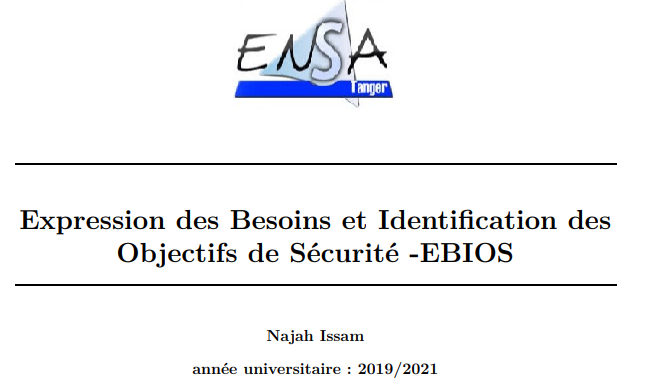 ENSA
Tanger
Expression des Besoins et Identification des
Objectifs de Sécurité -EBIOS
Najah Issam
année universitaire : 2019/2021